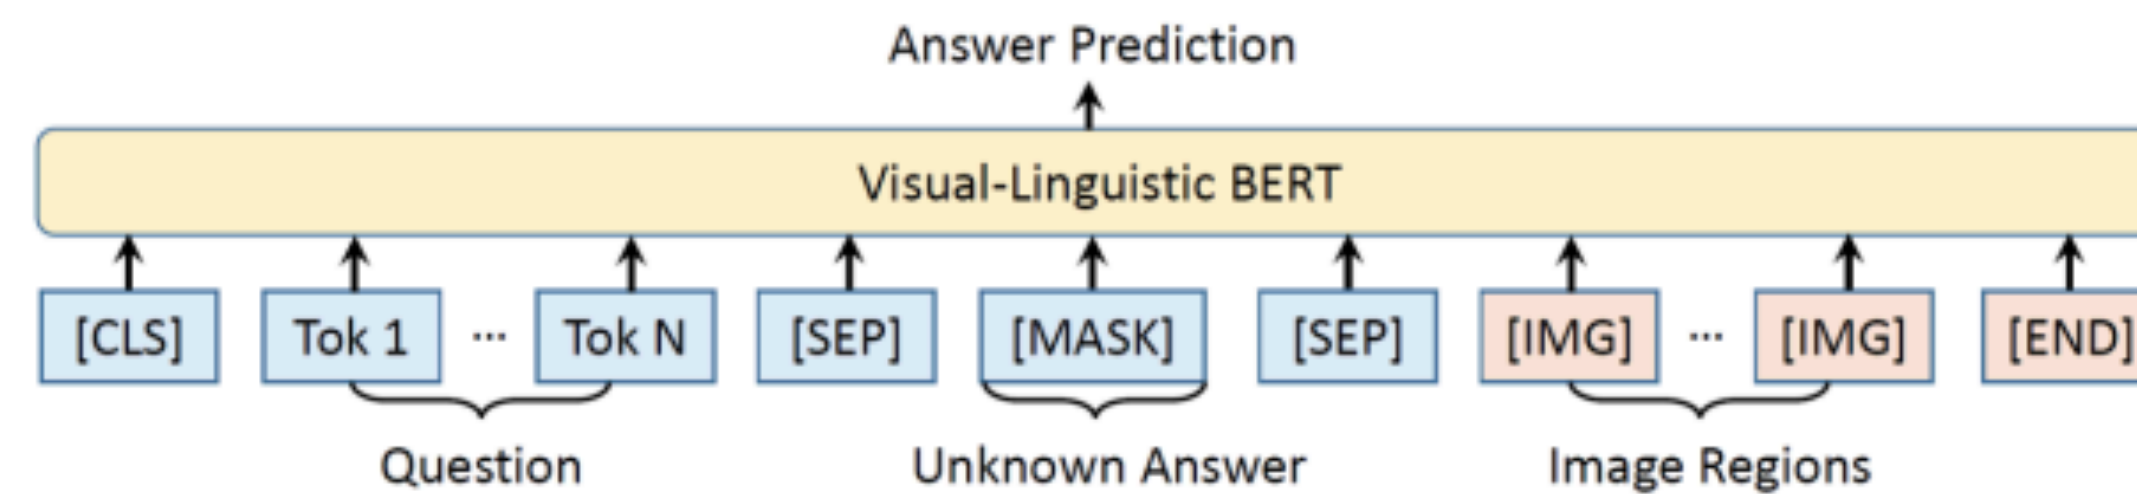 Answer Prediction
Visual-Linguistic BERT
[CLS] Tok 1 ... Tok N [SEP] [MASK] [SEP] [IMG] ... [IMG] [END]
Question Unknown Answer Image Regions